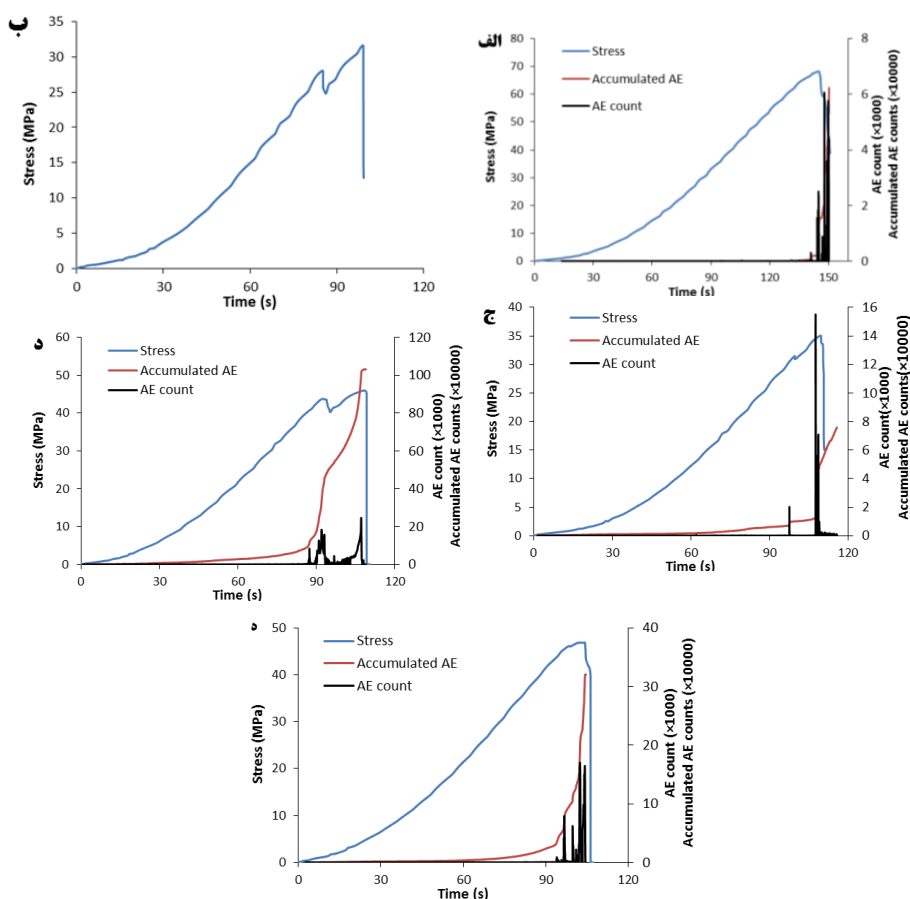 ب
35
30
25
20
15
10
5
0
Stress (MPa)
0 30 60 90 120
Time (s)
الف
80
70
60
50
40
30
20
10
0
Stress (MPa)
Stress
Accumulated AE
AE count
8
6
4
2
0
AE count (×1000)
Accumulated AE counts (×10000)
0 30 60 90 120 150
Time (s)
60
50
40
30
20
10
0
Stress (MPa)
Stress
Accumulated AE
AE count
120
100
80
60
40
20
0
AE count (×1000)
Accumulated AE counts (×10000)
0 30 60 90 120
Time (s)
ج
40
35
30
25
20
15
10
5
0
Stress (MPa)
Stress
Accumulated AE
AE count
16
14
12
10
8
6
4
2
0
AE count(×1000)
Accumulated AE counts(×10000)
0 30 60 90 120
Time (s)
50
40
30
20
10
0
Stress (MPa)
Stress
Accumulated AE
AE count
40
30
20
10
0
AE count (×1000)
Accumulated AE counts (×10000)
0 30 60 90 120
Time (s)